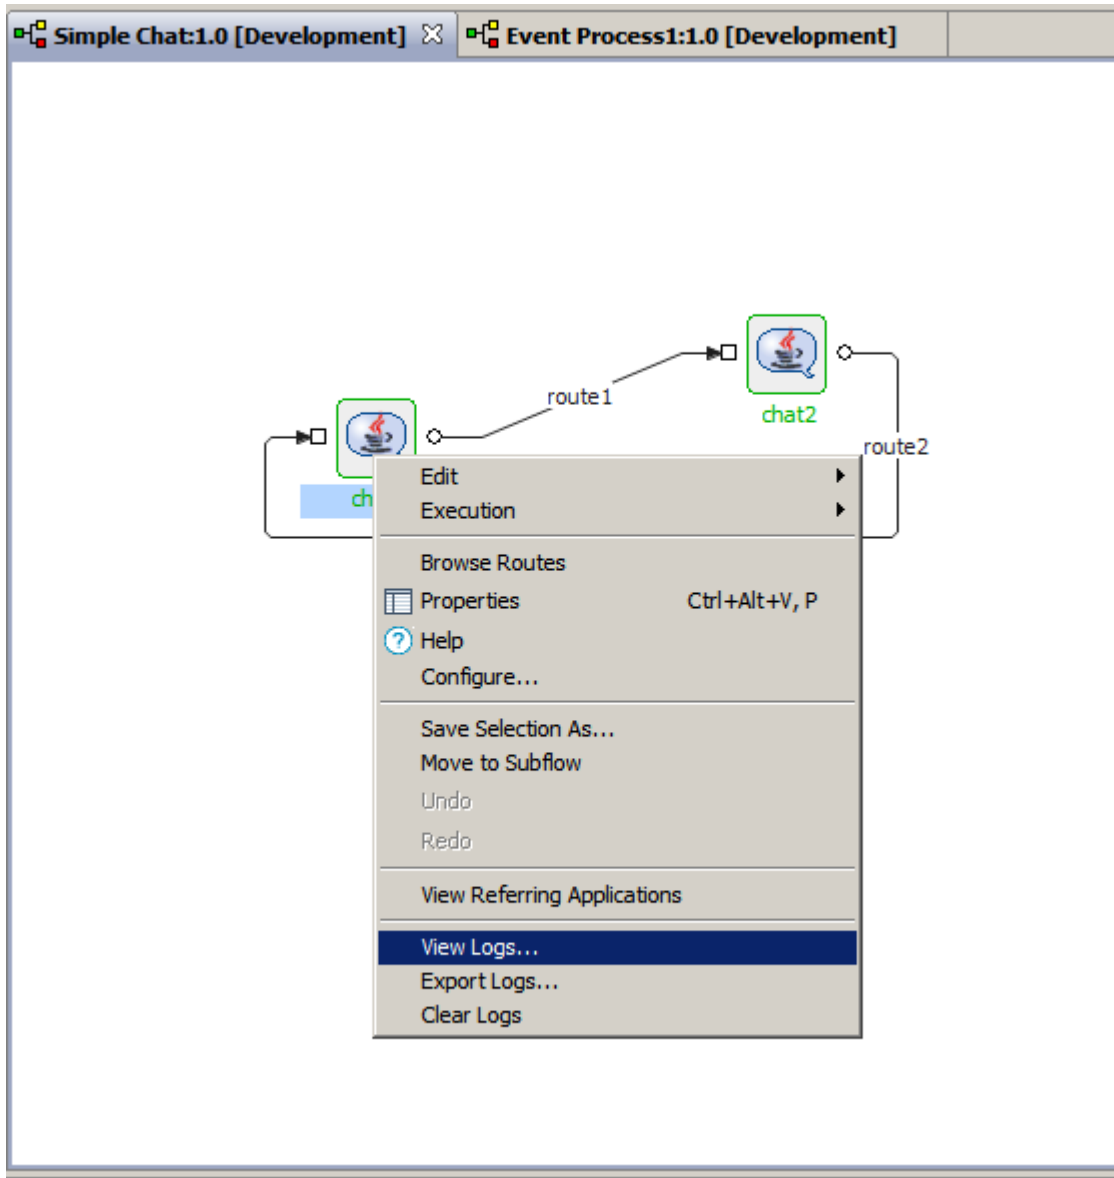 Simple Chat:1.0 [Development]
Event Process1:1.0 [Development]
route1
chat2
route2
ch
Edit
Execution
Browse Routes
Properties Ctrl+Alt+V, P
Help
Configure...
Save Selection As...
Move to Subflow
Undo
Redo
View Referring Applications
View Logs...
Export Logs...
Clear Logs